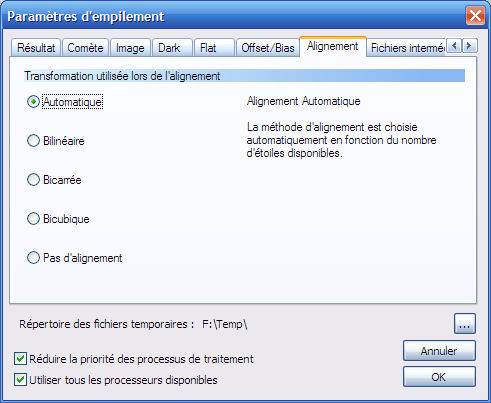 Paramètres d'empilement
Résultat Comète Image Dark Flat Offset/Bias Alignement Fichiers
Transformation utilisée lors de l'alignement
Automatique
Alignement Automatique
La méthode d'alignement est choisie
automatiquement en fonction du nombre
d'étoiles disponibles.
Bilinéaire
Bicarrée
Bicubique
Pas d'alignement
Répertoire des fichiers temporaires : F:\Temp\
...
Réduire la priorité des processus de traitement
Annuler
Utiliser tous les processeurs disponibles
OK